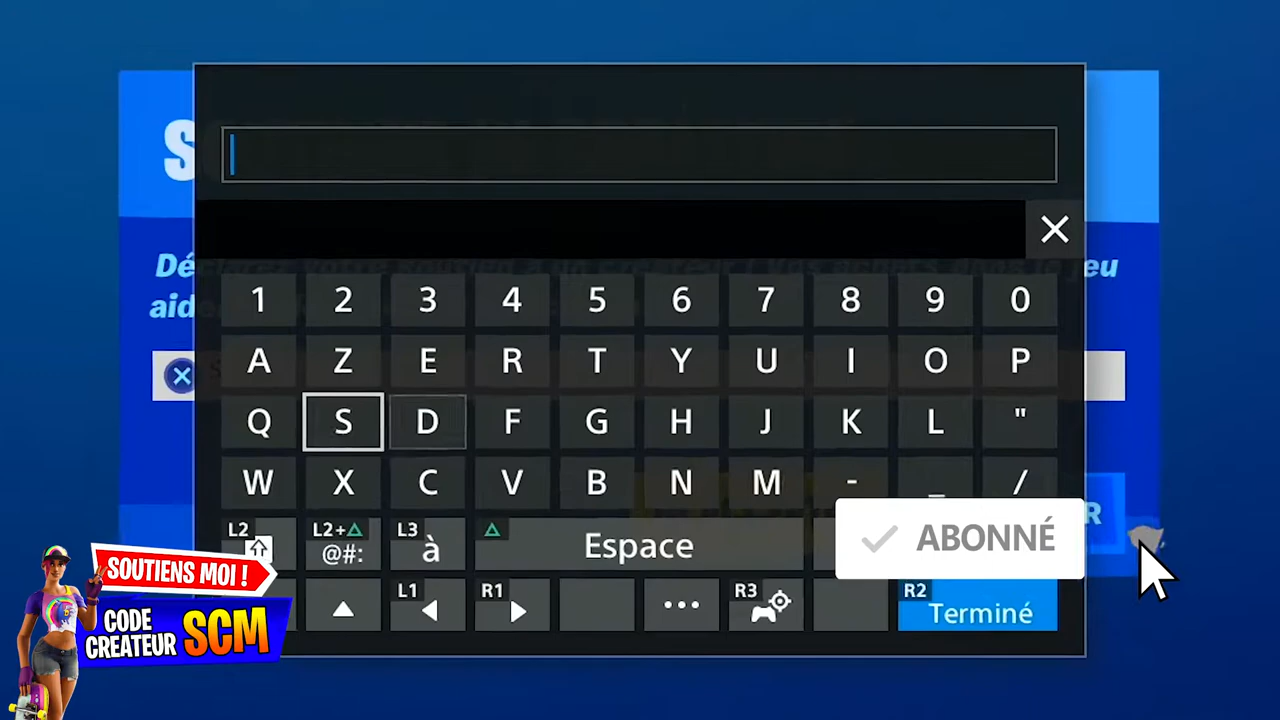 1 2 3 4 5 6 7 8 9 0
A Z E R T Y U I O P
Q S D F G H J K L "
W X C V B N M - _ /
L2 L2+△ @#: L3 à △ Espace
L1 R1 ... R3 R2 Terminé
ABONNÉ
SOUTIENS MOI !
CODE
CREATEUR SCM